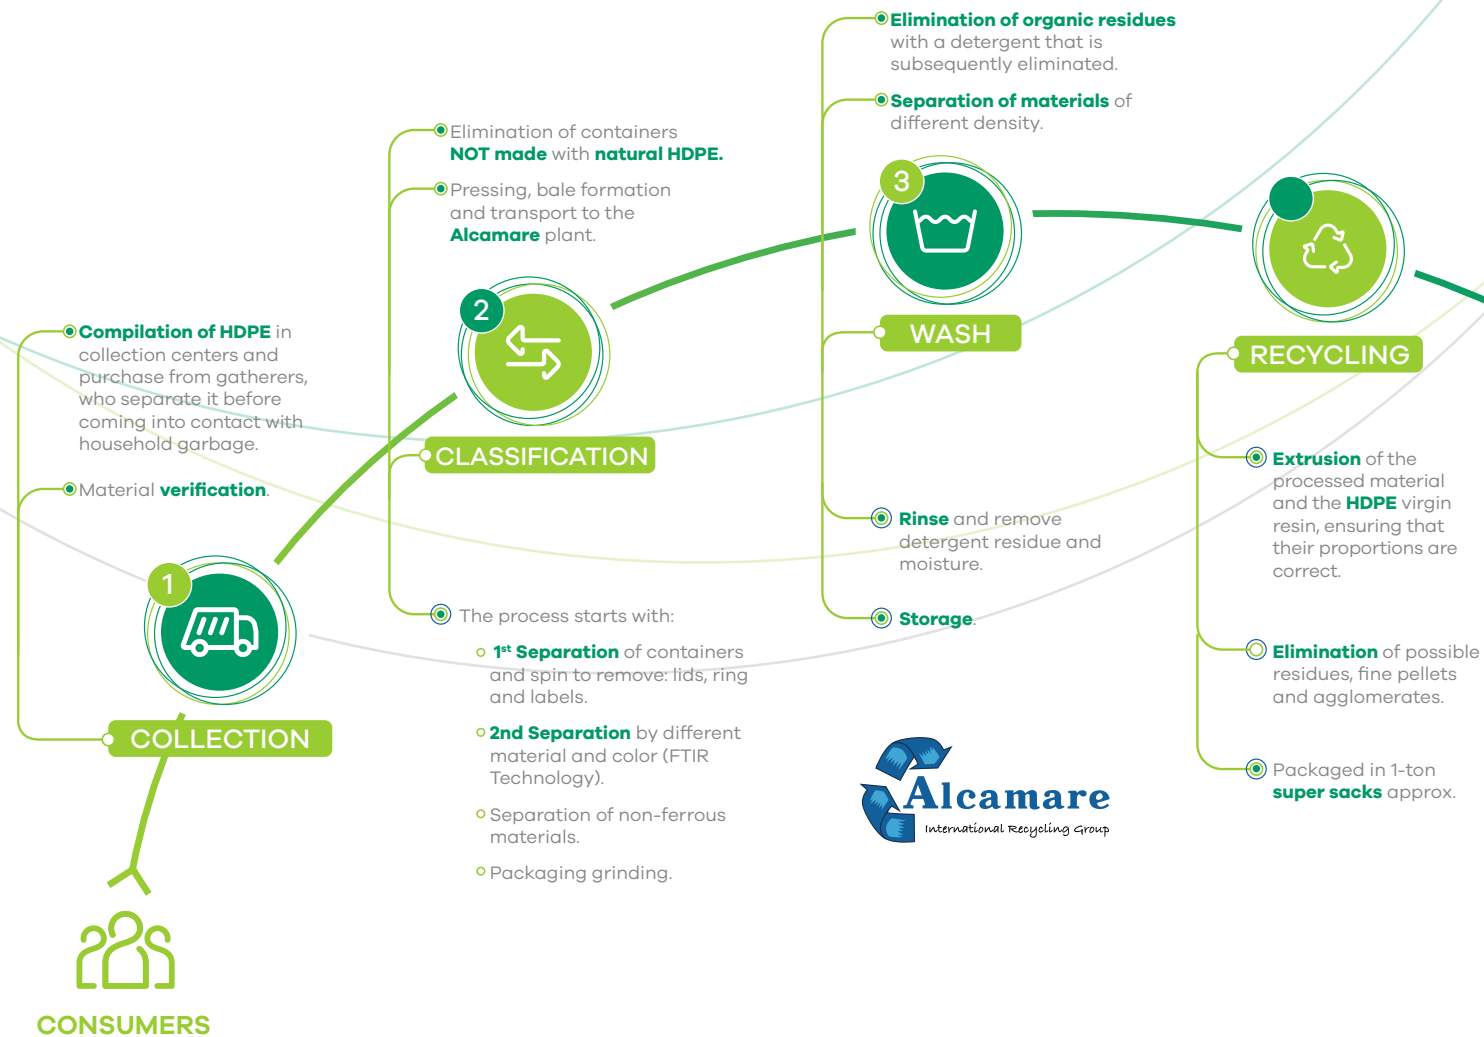 1
COLLECTION
Compilation of HDPE in
collection centers and
purchase from gatherers,
who separate it before
coming into contact with
household garbage.
Material verification.
CONSUMERS
2
CLASSIFICATION
Elimination of containers
NOT made with natural HDPE.
Pressing, bale formation
and transport to the
Alcamare plant.
The process starts with:
1st Separation of containers
and spin to remove: lids, ring
and labels.
2nd Separation by different
material and color (FTIR
Technology).
Separation of non-ferrous
materials.
Packaging grinding.
3
WASH
Elimination of organic residues
with a detergent that is
subsequently eliminated.
Separation of materials of
different density.
Rinse and remove
detergent residue and
moisture.
Storage.
Alcamare
International Recycling Group
RECYCLING
Extrusion of the
processed material
and the HDPE virgin
resin, ensuring that
their proportions are
correct.
Elimination of possible
residues, fine pellets
and agglomerates.
Packaged in 1-ton
super sacks approx.